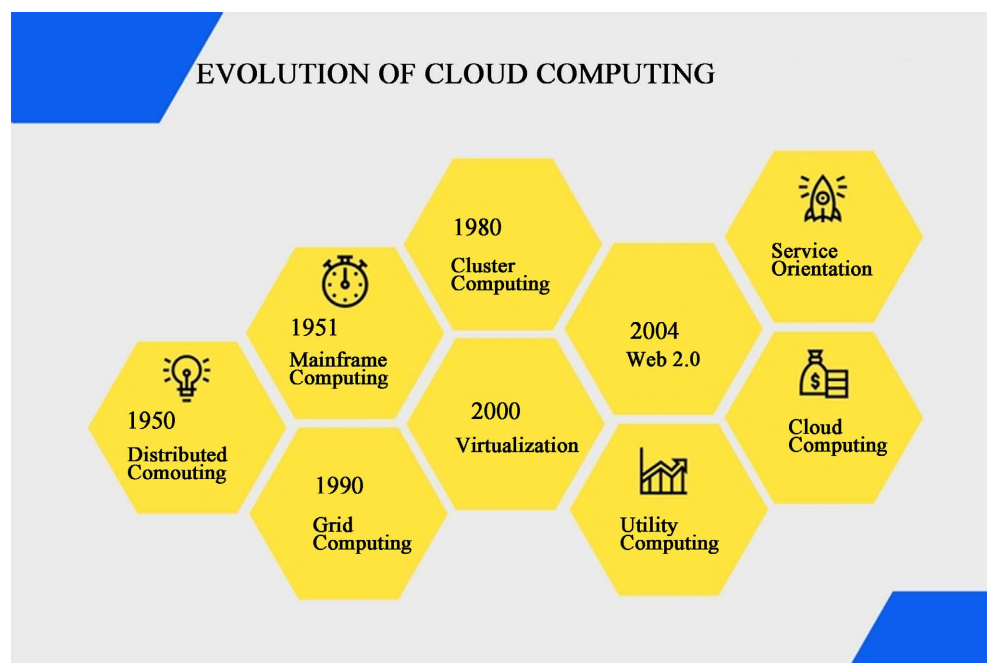 EVOLUTION OF CLOUD COMPUTING
1950
Distributed
Comouting
1951
Mainframe
Computing
1980
Cluster
Computing
1990
Grid
Computing
2000
Virtualization
2004
Web 2.0
Utility
Computing
Service
Orientation
$
Cloud
Computing